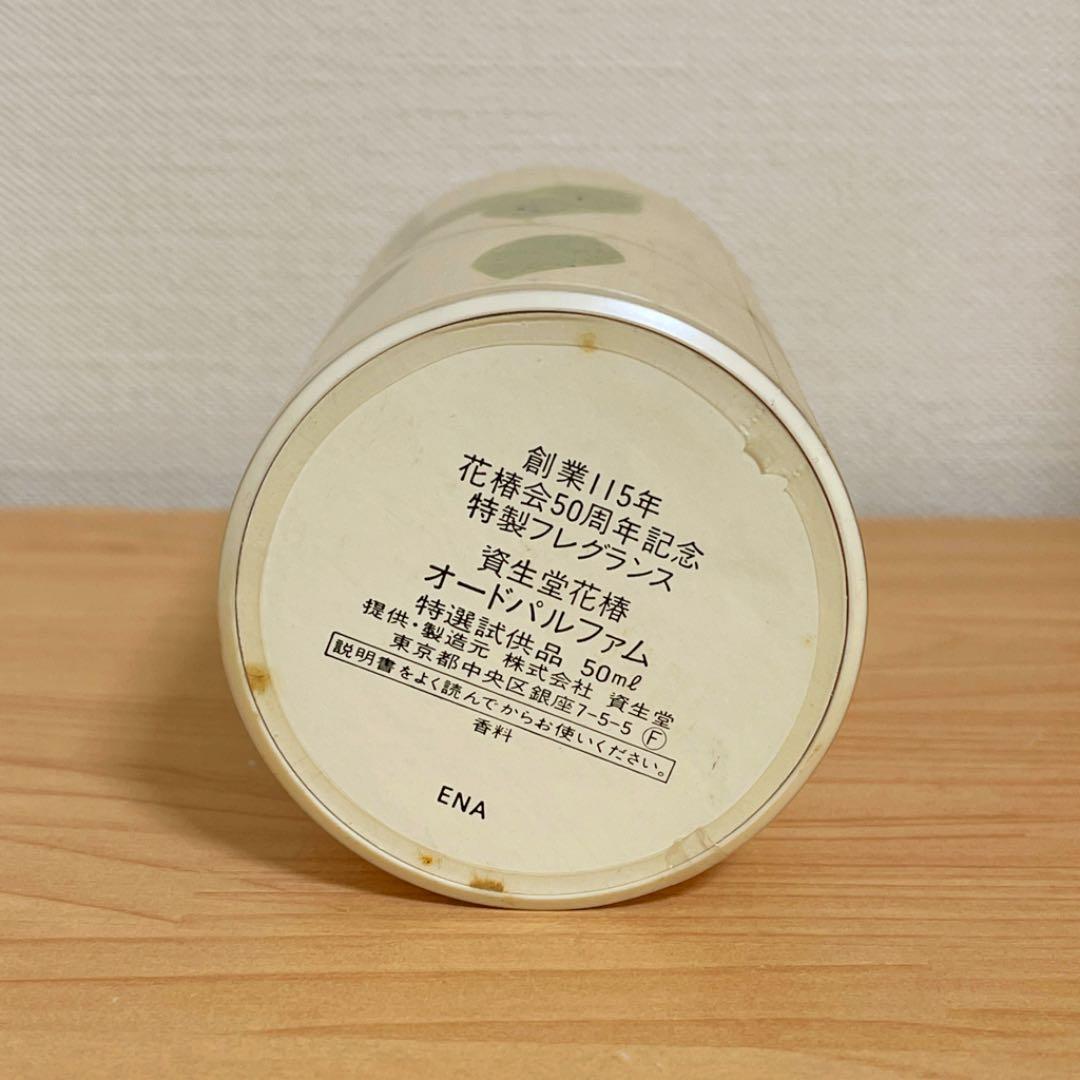 創業115年
花椿会50周年記念
特製フレグランス
資生堂花椿
オードパルファム
特選試供品 50ml
提供・製造元 株式会社 資生堂
東京都中央区銀座7-5-5 Ⓕ
説明書をよく読んでからお使いください。
香料
ENA